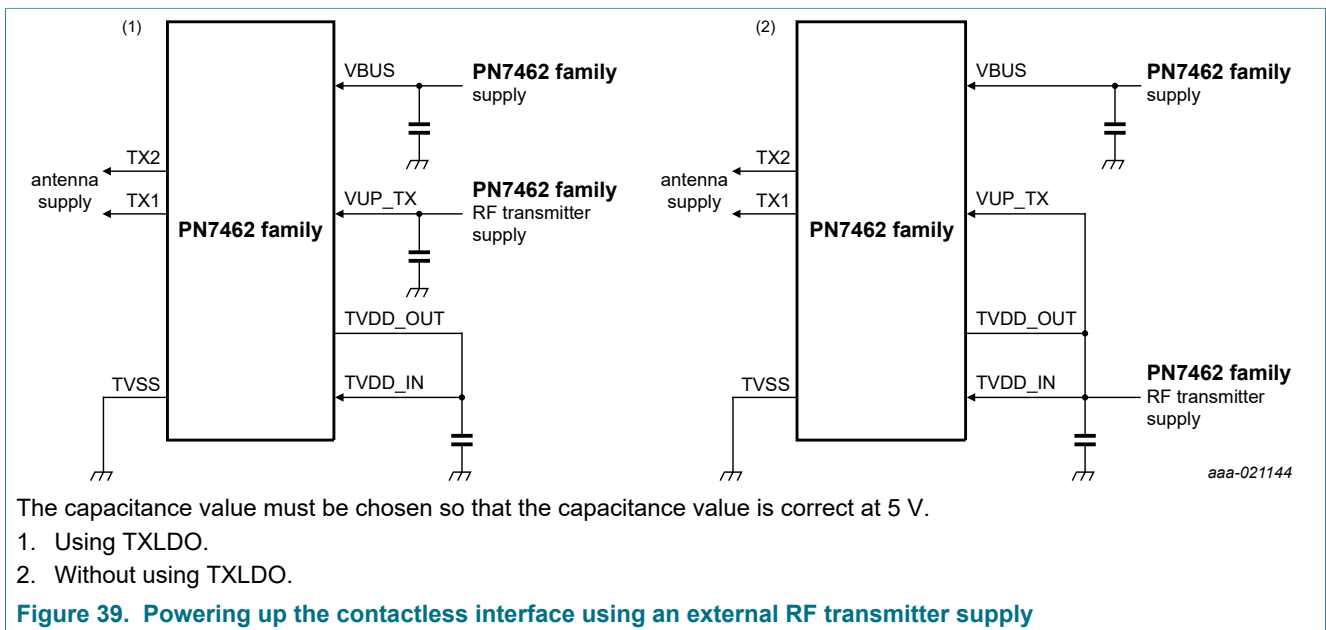 (1)
VBUS
PN7462 family
supply
TX2
antenna
supply
TX1
VUP_TX
PN7462 family
RF transmitter
supply
PN7462 family
TVDD_OUT
TVSS
TVDD_IN
(2)
VBUS
PN7462 family
supply
TX2
antenna
supply
TX1
VUP_TX
PN7462 family
TVDD_OUT
TVSS
TVDD_IN
PN7462 family
RF transmitter
supply
aaa-021144
The capacitance value must be chosen so that the capacitance value is correct at 5 V.
1. Using TXLDO.
2. Without using TXLDO.
Figure 39. Powering up the contactless interface using an external RF transmitter supply